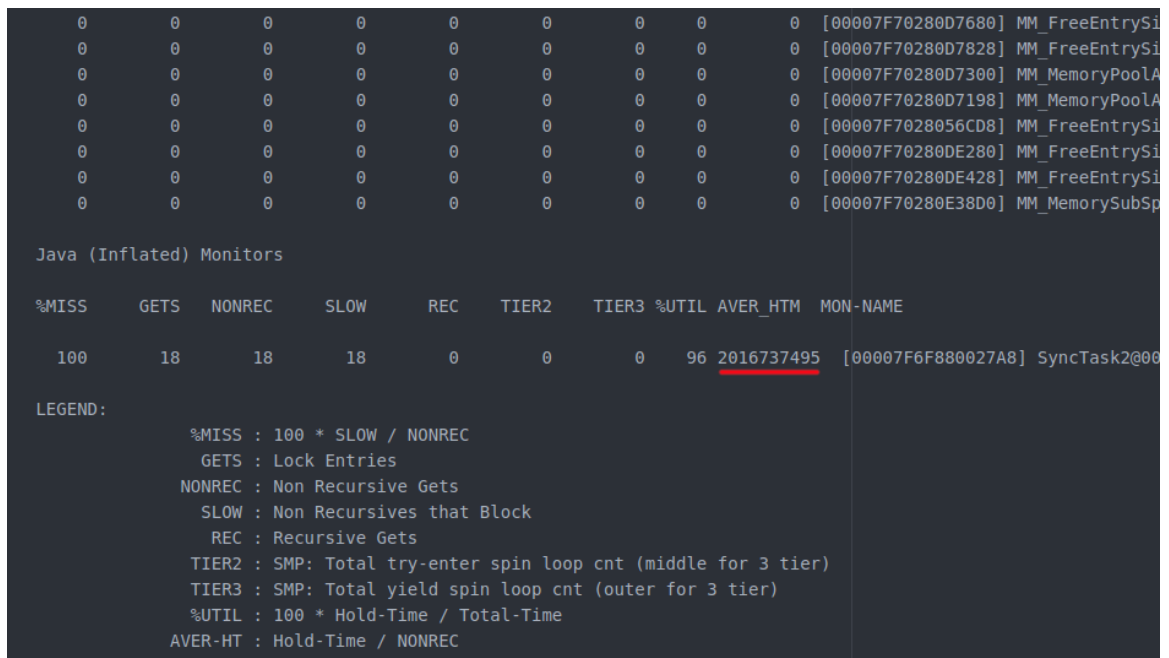 0 0 0 0 0 0 0 0 0 [00007F70280D7680] MM_FreeEntrySi
0 0 0 0 0 0 0 0 0 [00007F70280D7828] MM_FreeEntrySi
0 0 0 0 0 0 0 0 0 [00007F70280D7300] MM_MemoryPoolA
0 0 0 0 0 0 0 0 0 [00007F70280D7198] MM_MemoryPoolA
0 0 0 0 0 0 0 0 0 [00007F7028056CD8] MM_FreeEntrySi
0 0 0 0 0 0 0 0 0 [00007F70280DE280] MM_FreeEntrySi
0 0 0 0 0 0 0 0 0 [00007F70280DE428] MM_FreeEntrySi
0 0 0 0 0 0 0 0 0 [00007F70280E38D0] MM_MemorySubSp
Java (Inflated) Monitors
%MISS GETS NONREC SLOW REC TIER2 TIER3 %UTIL AVER_HTM MON-NAME
100 18 18 18 0 0 0 96 2016737495 [00007F6F880027A8] SyncTask2@00
LEGEND:
%MISS : 100 * SLOW / NONREC
GETS : Lock Entries
NONREC : Non Recursive Gets
SLOW : Non Recursives that Block
REC : Recursive Gets
TIER2 : SMP: Total try-enter spin loop cnt (middle for 3 tier)
TIER3 : SMP: Total yield spin loop cnt (outer for 3 tier)
%UTIL : 100 * Hold-Time / Total-Time
AVER-HT : Hold-Time / NONREC